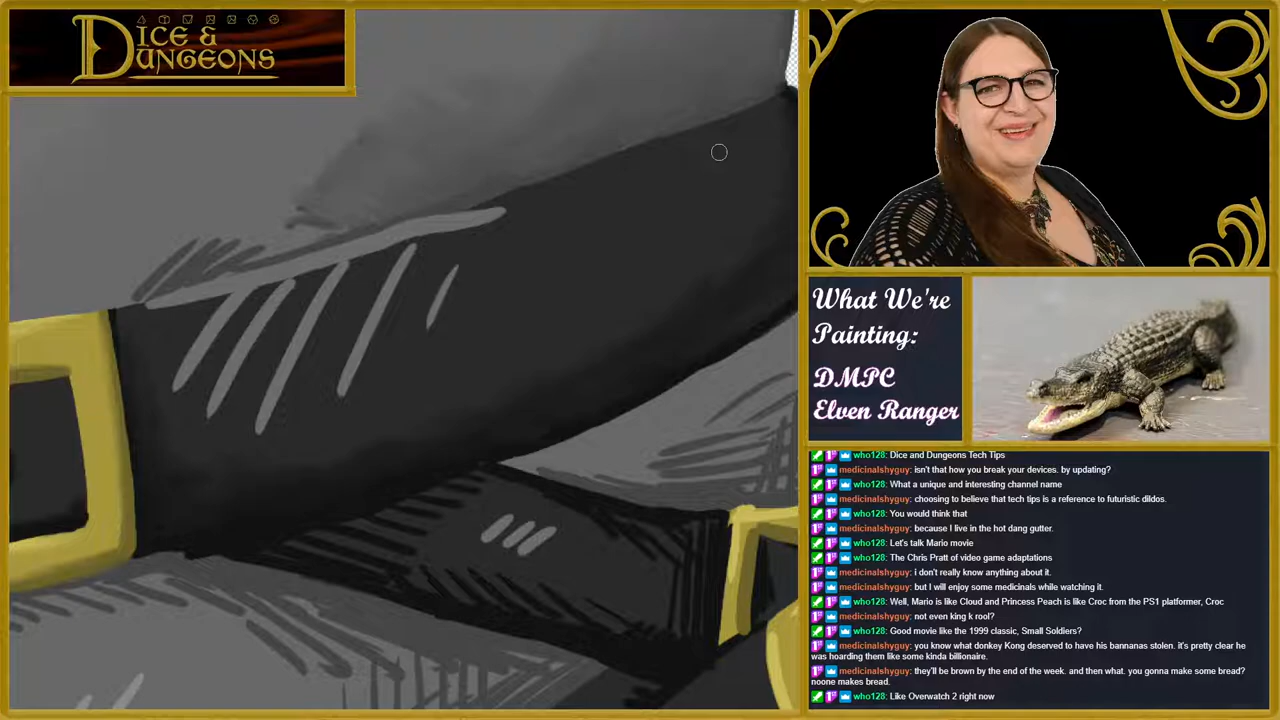 DICE &
DUNGEONS
What We're
Painting:
DMPC
Elven Ranger
who128: Dice and Dungeons Tech Tips
medicinalshyguy: isn't that how you break your devices. by updating?
who128: What a unique and interesting channel name
medicinalshyguy: choosing to believe that tech tips is a reference to futuristic dildos.
who128: You would think that
medicinalshyguy: because I live in the hot dang gutter.
who128: Let's talk Mario movie
who128: The Chris Pratt of video game adaptations
medicinalshyguy: i don't really know anything about it.
medicinalshyguy: but I will enjoy some medicinals while watching it.
who128: Well, Mario is like Cloud and Princess Peach is like Croc from the PS1 platformer, Croc
medicinalshyguy: not even king k rool?
who128: Good movie like the 1999 classic, Small Soldiers?
medicinalshyguy: you know what donkey Kong deserved to have his bannanas stolen. it's pretty clear he
was hoarding them like some kinda billionaire.
medicinalshyguy: they'll be brown by the end of the week. and then what. you gonna make some bread?
noone makes bread.
who128: Like Overwatch 2 right now